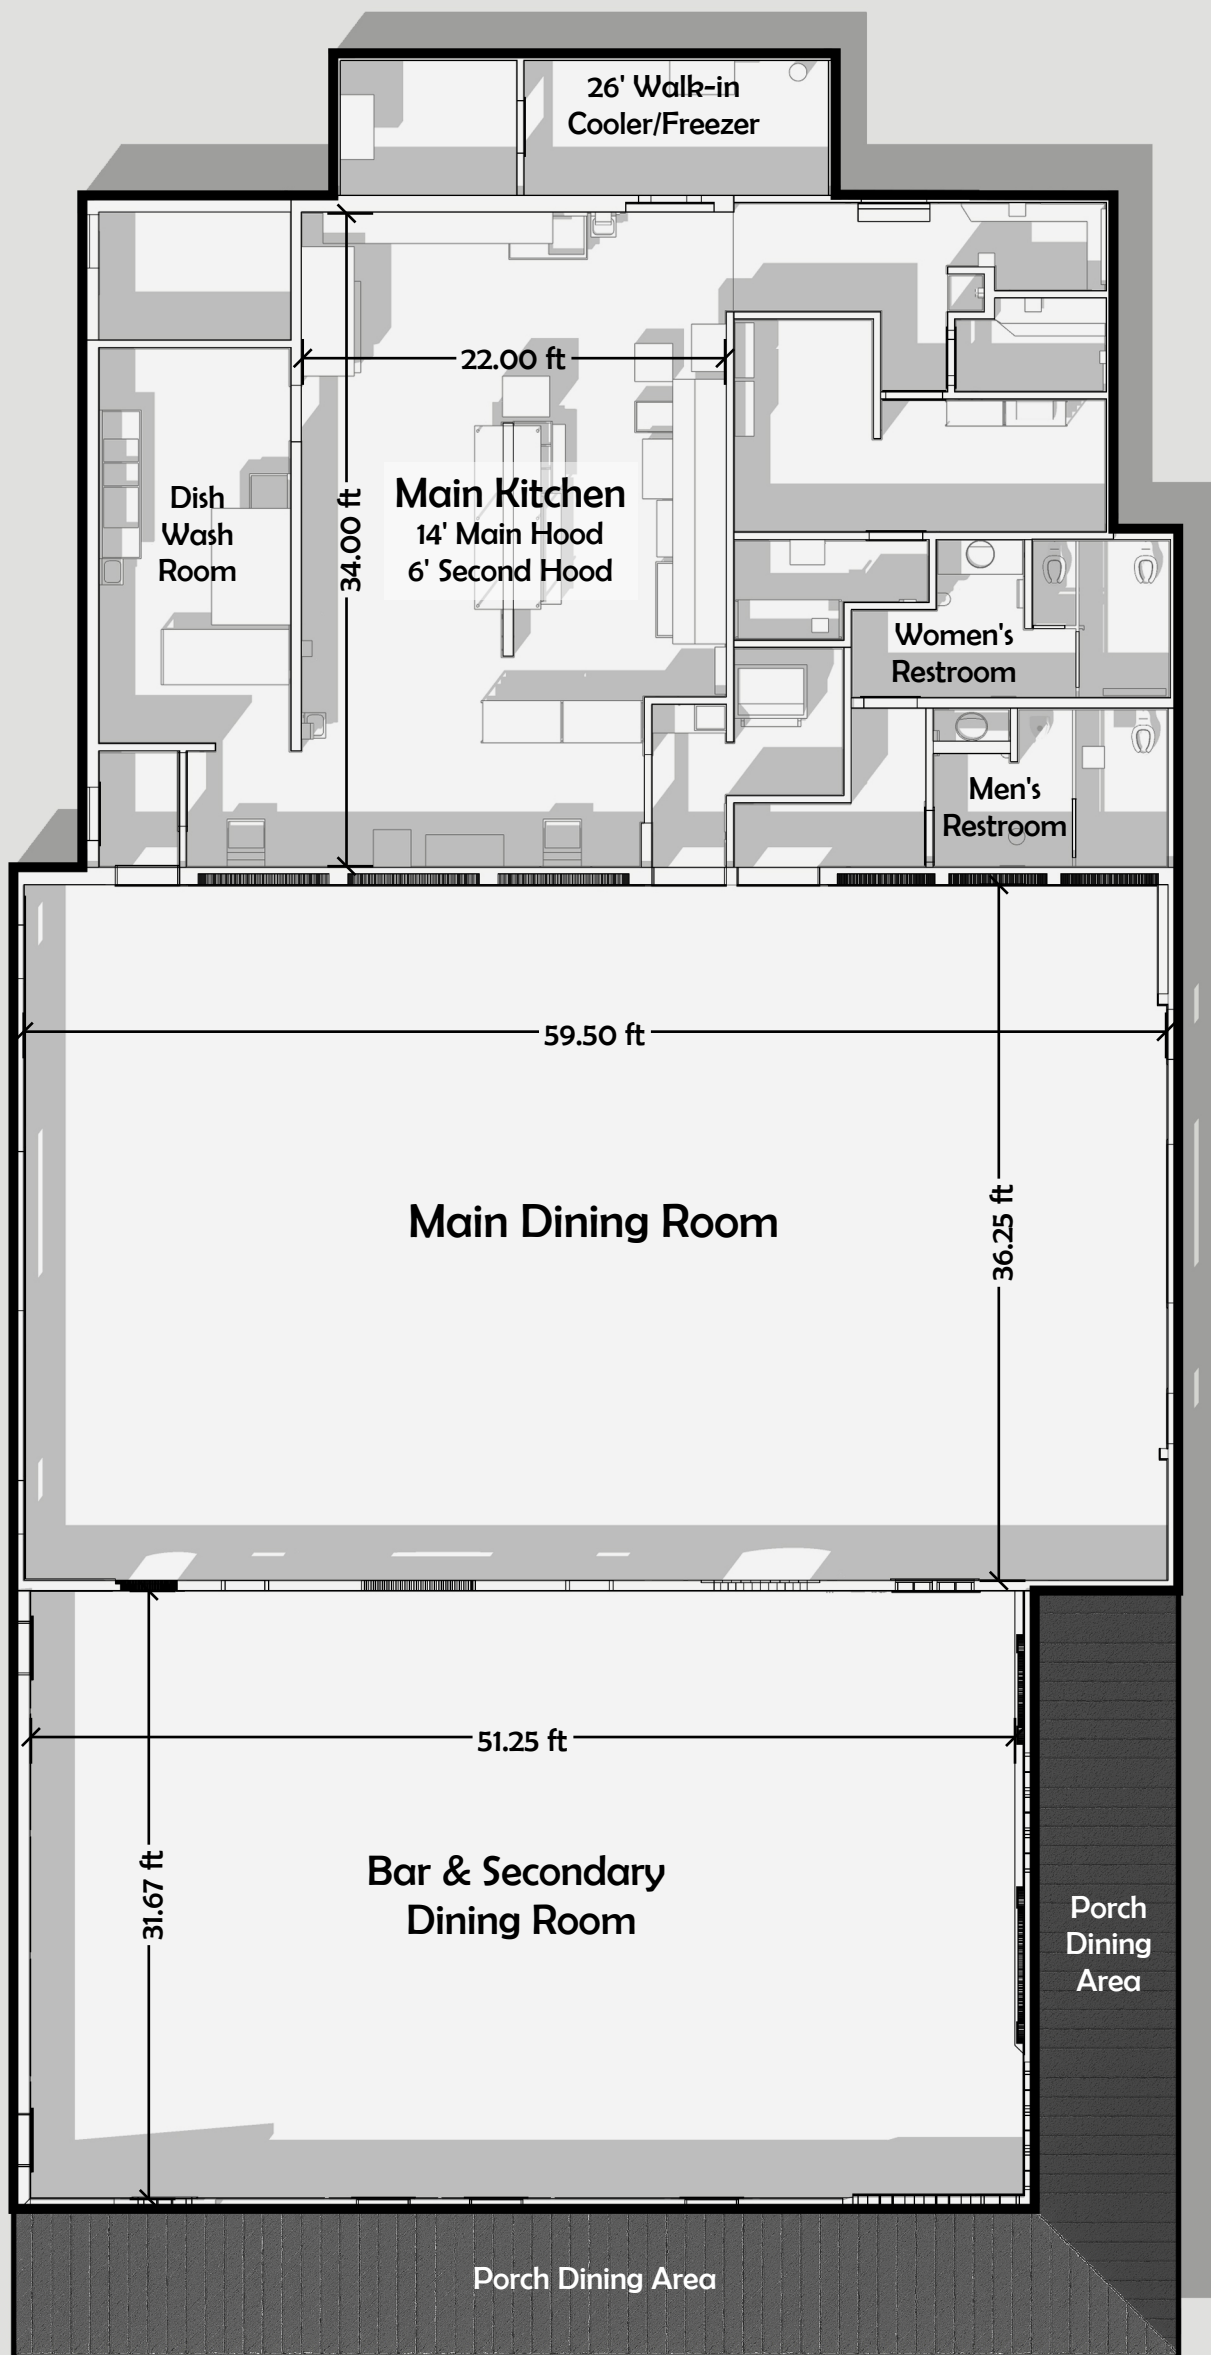 26' Walk-in
Cooler/Freezer
22.00 ft
34.00 ft
Dish
Wash
Room
Main Kitchen
14' Main Hood
6' Second Hood
Women's
Restroom
Men's
Restroom
59.50 ft
36.25 ft
Main Dining Room
51.25 ft
31.67 ft
Bar & Secondary
Dining Room
Porch
Dining
Area
Porch Dining Area